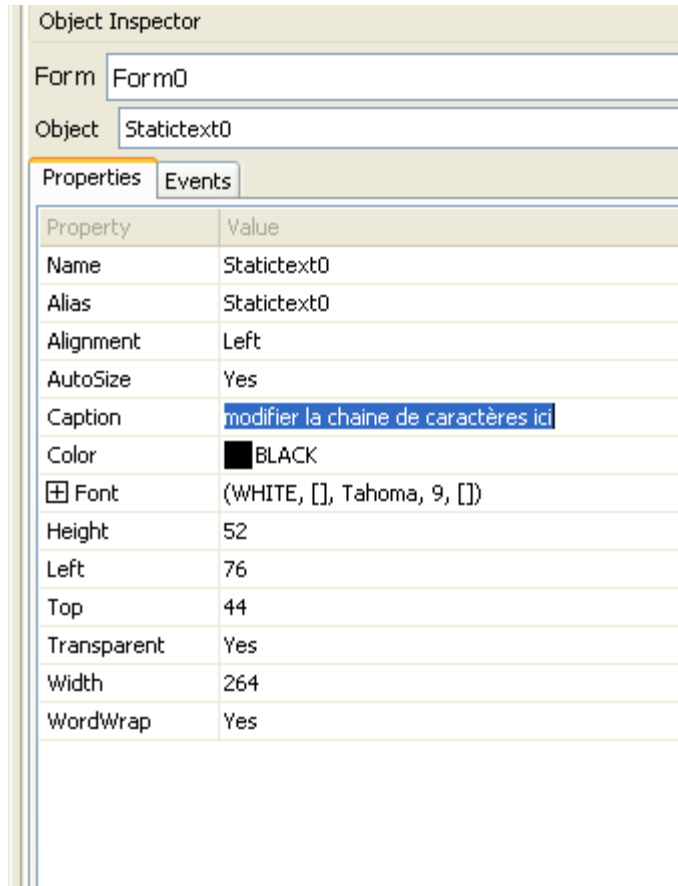 Object Inspector
Form Form0
Object Statictext0
Properties Events
Property Value
Name Statictext0
Alias Statictext0
Alignment Left
AutoSize Yes
Caption modifier la chaine de caractères ici
Color BLACK
Font (WHITE, [], Tahoma, 9, [])
Height 52
Left 76
Top 44
Transparent Yes
Width 264
WordWrap Yes